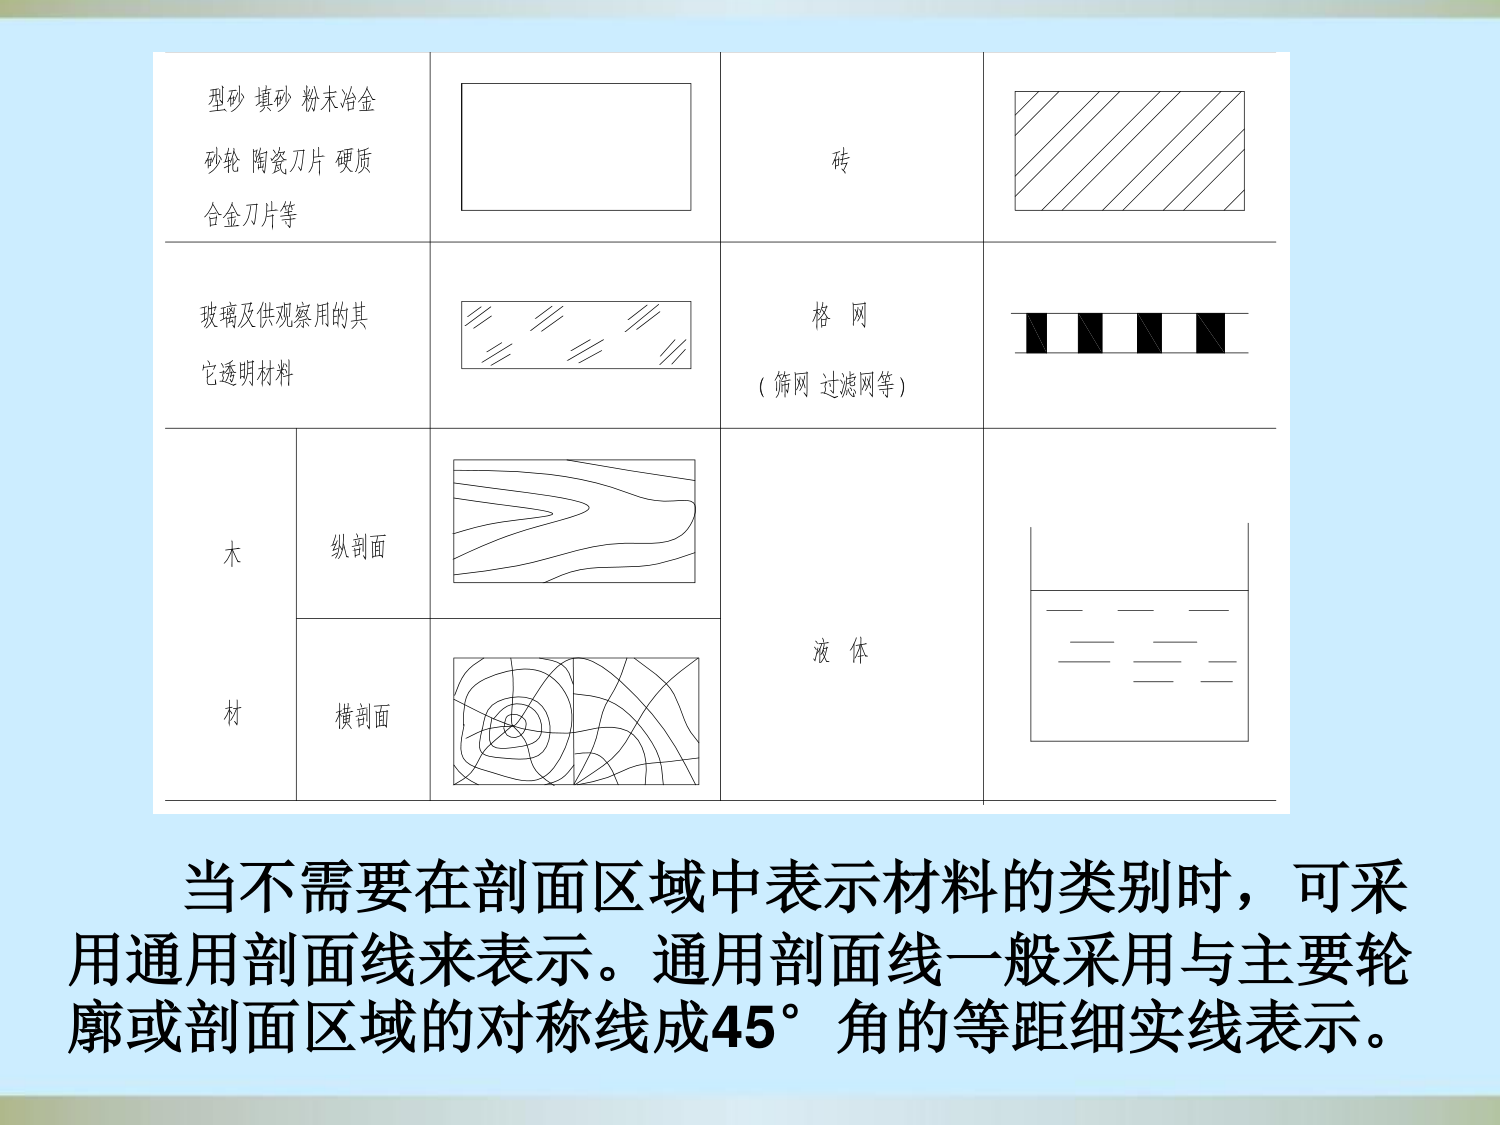 型砂 填砂 粉末冶金
砂轮 陶瓷刀片 硬质
合金刀片等
砖
玻璃及供观察用的其
它透明材料
格 网
(筛网 过滤网等)
木
材
纵剖面
横剖面
液 体
当不需要在剖面区域中表示材料的类别时，可采
用通用剖面线来表示。通用剖面线一般采用与主要轮
廓或剖面区域的对称线成45°角的等距细实线表示。